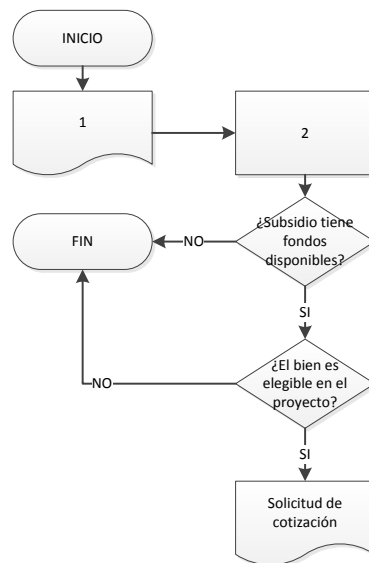 INICIO
1
2
¿Subsidio tiene
fondos
disponibles?
NO
FIN
SI
¿El bien es
elegible en el
proyecto?
NO
SI
Solicitud de
cotización